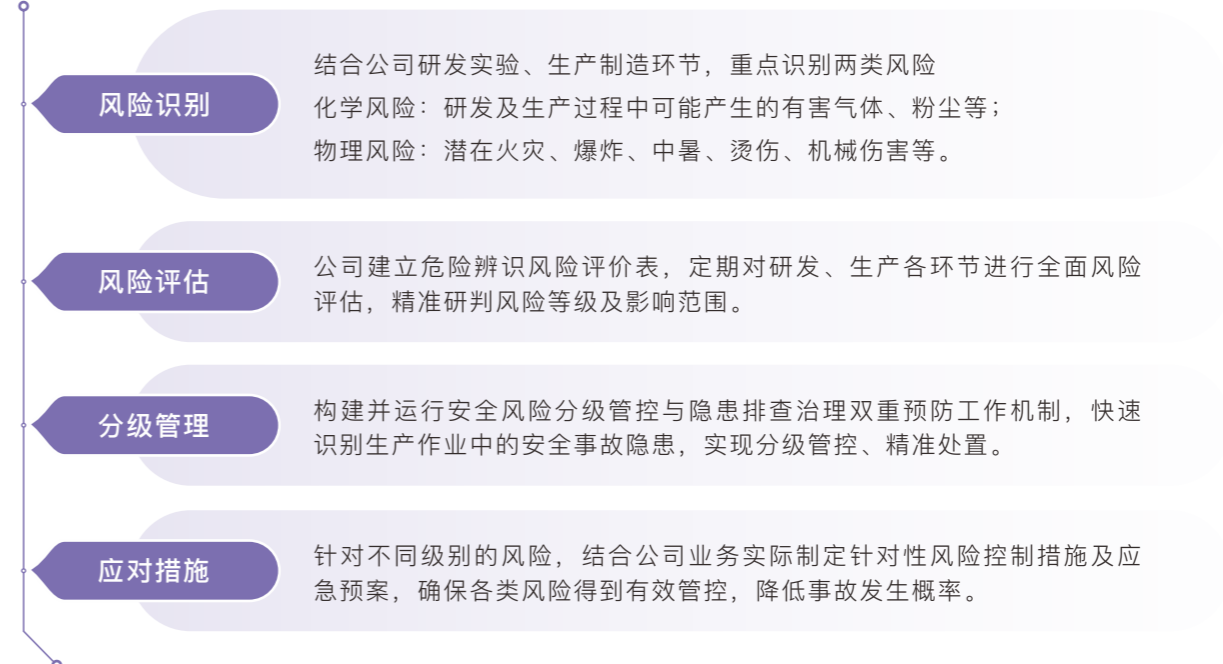 风险识别
结合公司研发实验、生产制造环节，重点识别两类风险
化学风险：研发及生产过程中可能产生的有害气体、粉尘等；
物理风险：潜在火灾、爆炸、中暑、烫伤、机械伤害等。
风险评估
公司建立危险辨识风险评价表，定期对研发、生产各环节进行全面风险
评估，精准研判风险等级及影响范围。
分级管理
构建并运行安全风险分级管控与隐患排查治理双重预防工作机制，快速
识别生产作业中的安全事故隐患，实现分级管控、精准处置。
应对措施
针对不同级别的风险，结合公司业务实际制定针对性风险控制措施及应
急预案，确保各类风险得到有效管控，降低事故发生概率。